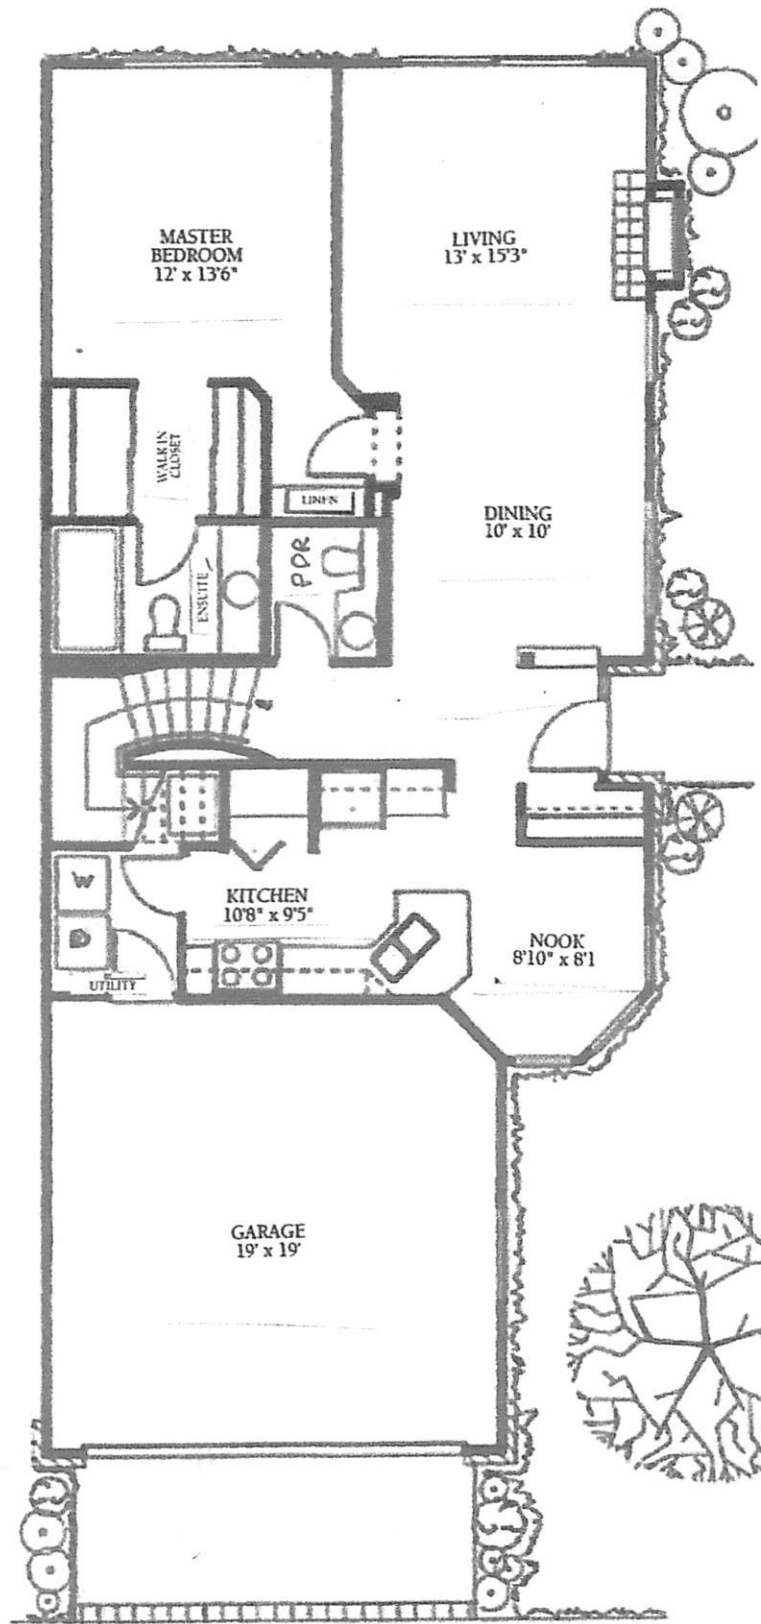 MASTER
BEDROOM
12' x 13'6"
LIVING
13' x 15'3"
WALK IN
CLOSET
LINEN
DINING
10' x 10'
ENSUITE
PDR
W
D
UTILITY
KITCHEN
10'8" x 9'5"
NOOK
8'10" x 8'1
GARAGE
19' x 19'